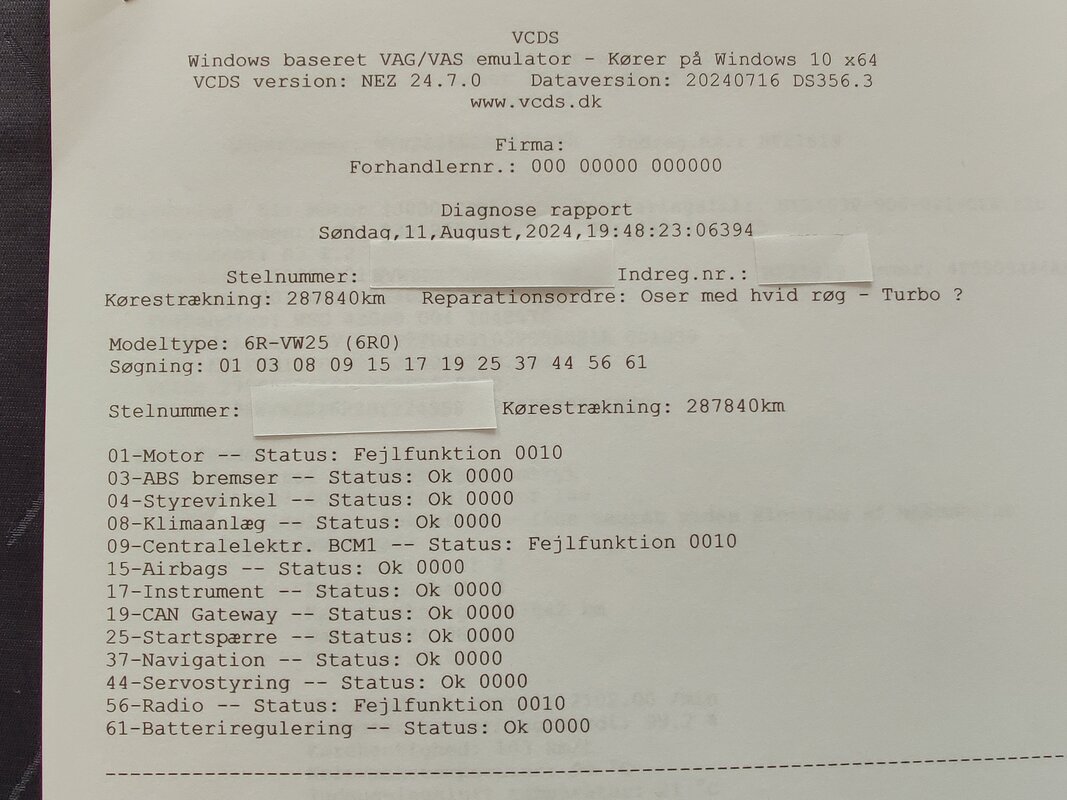 VCDS
Windows baseret VAG/VAS emulator - Kører på Windows 10 x64
VCDS version: NEZ 24.7.0 Dataversion: 20240716 DS356.3
www.vcds.dk
Firma:
Forhandlernr.: 000 00000 000000
Diagnose rapport
Søndag,11,August,2024,19:48:23:06394
Stelnummer: Indreg.nr.:
Kørestrækning: 287840km Reparationsordre: Oser med hvid røg - Turbo ?
Modeltype: 6R-VW25 (6R0)
Søgning: 01 03 08 09 15 17 19 25 37 44 56 61
Stelnummer: Kørestrækning: 287840km
01-Motor -- Status: Fejlfunktion 0010
03-ABS bremser -- Status: Ok 0000
04-Styrevinkel -- Status: Ok 0000
08-Klimaanlæg -- Status: Ok 0000
09-Centralelektr. BCM1 -- Status: Fejlfunktion 0010
15-Airbags -- Status: Ok 0000
17-Instrument -- Status: Ok 0000
19-CAN Gateway -- Status: Ok 0000
25-Startspærre -- Status: Ok 0000
37-Navigation -- Status: Ok 0000
44-Servostyring -- Status: Ok 0000
56-Radio -- Status: Fejlfunktion 0010
61-Batteriregulering -- Status: Ok 0000